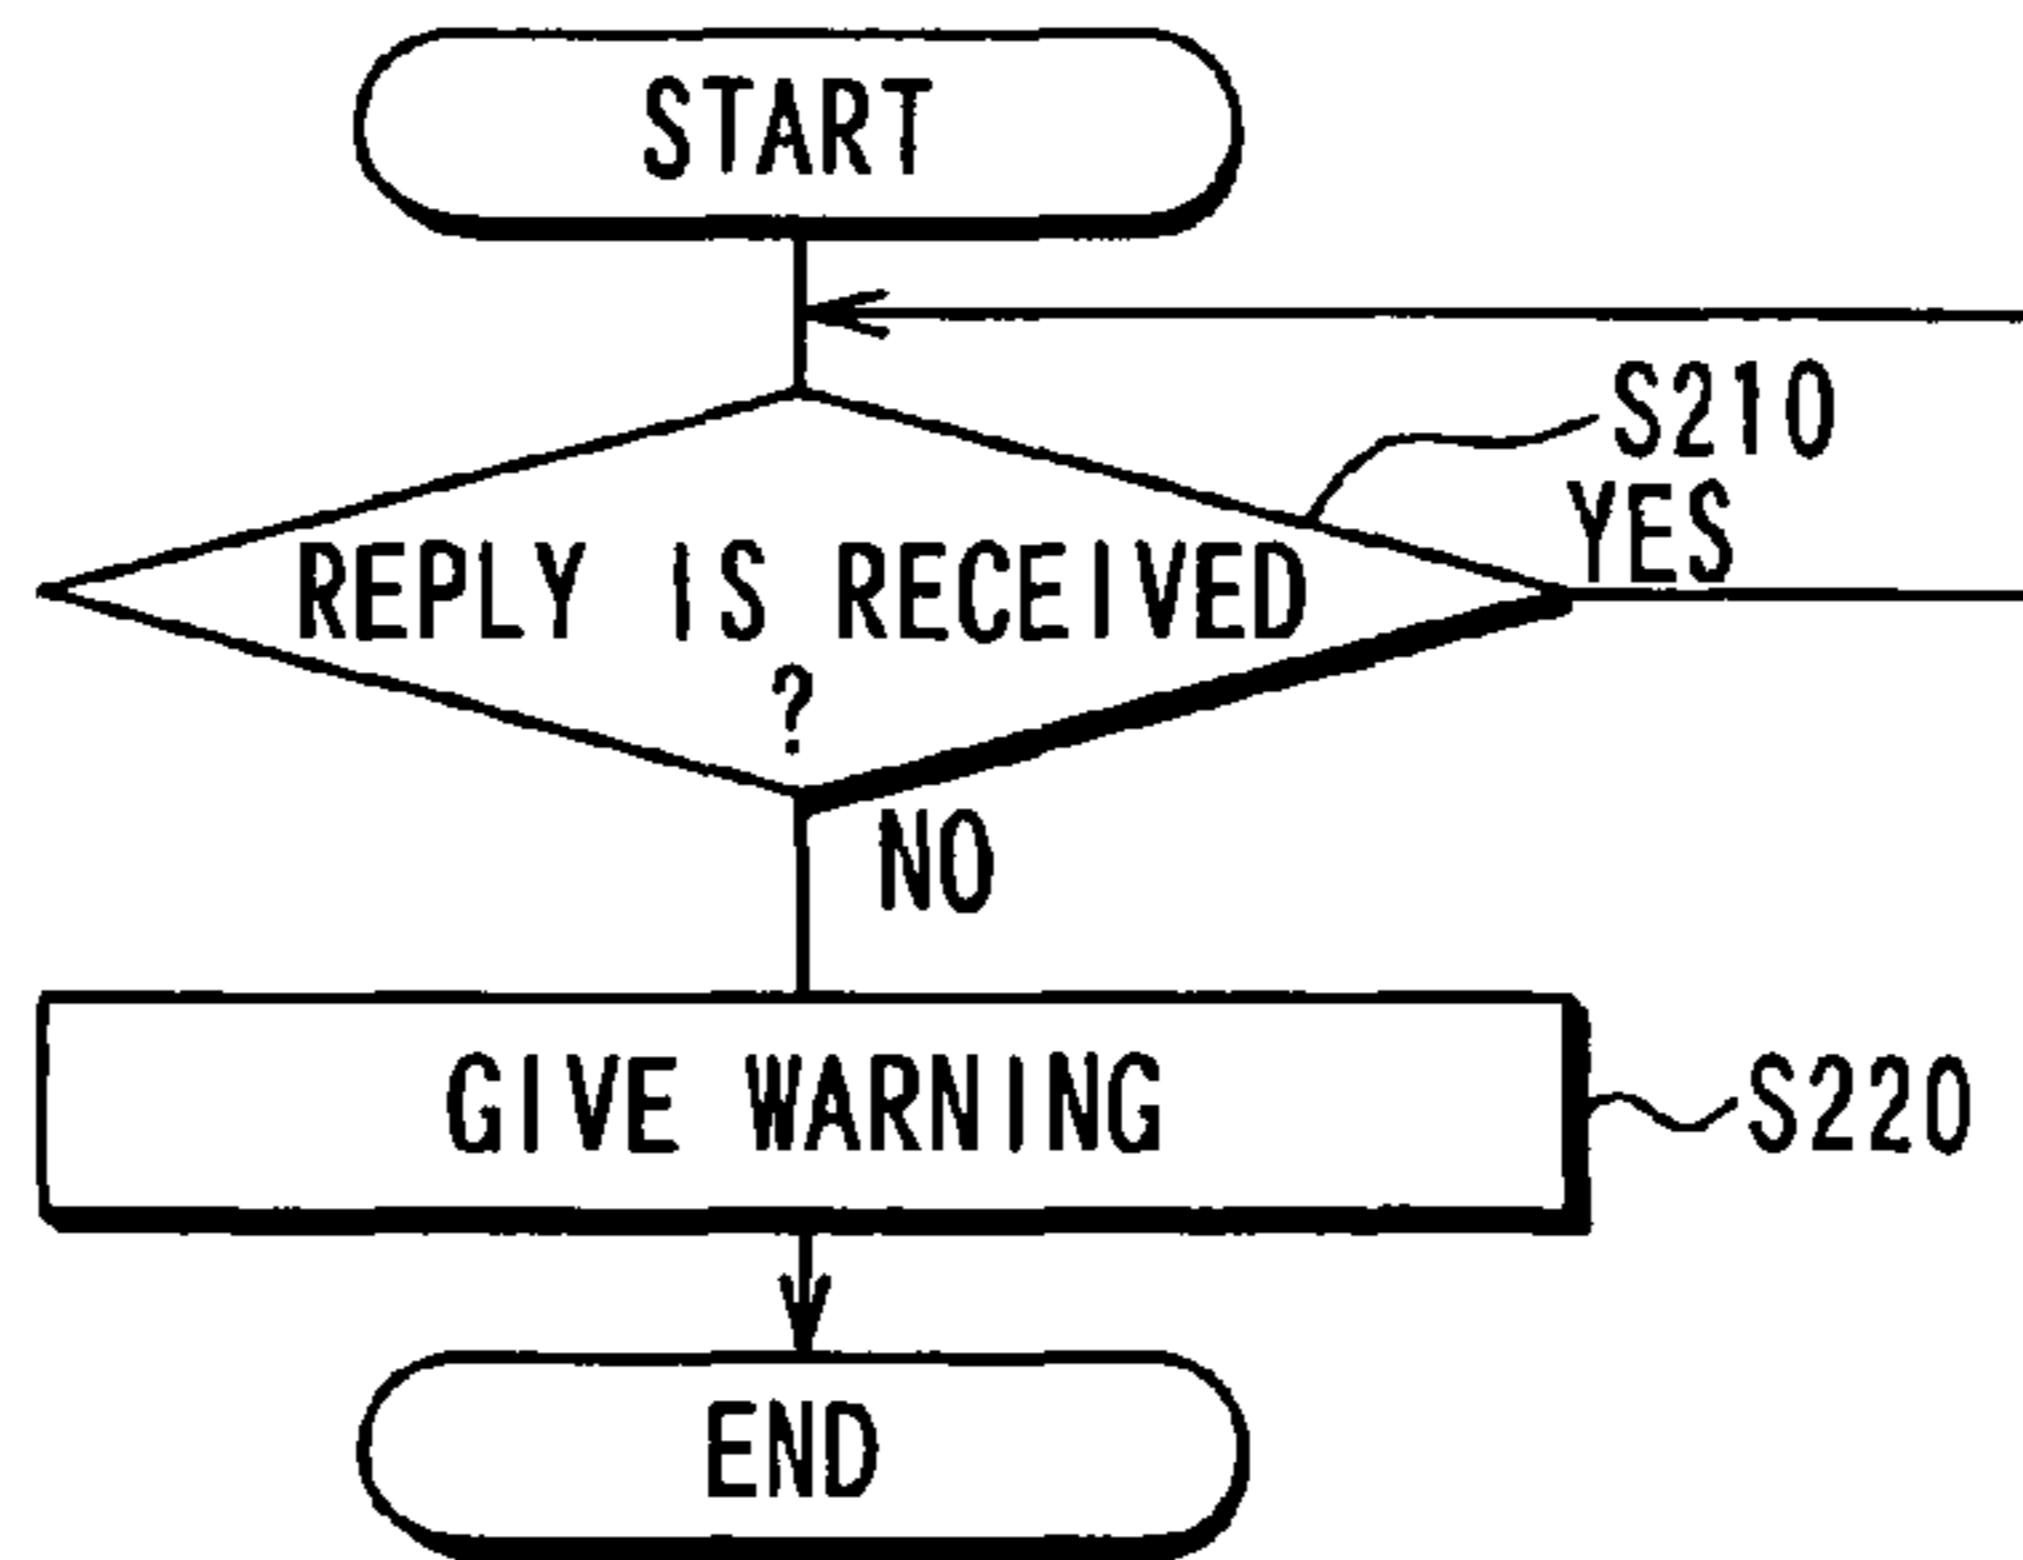 START
S210
YES
REPLY IS RECEIVED
?
NO
GIVE WARNING
S220
END